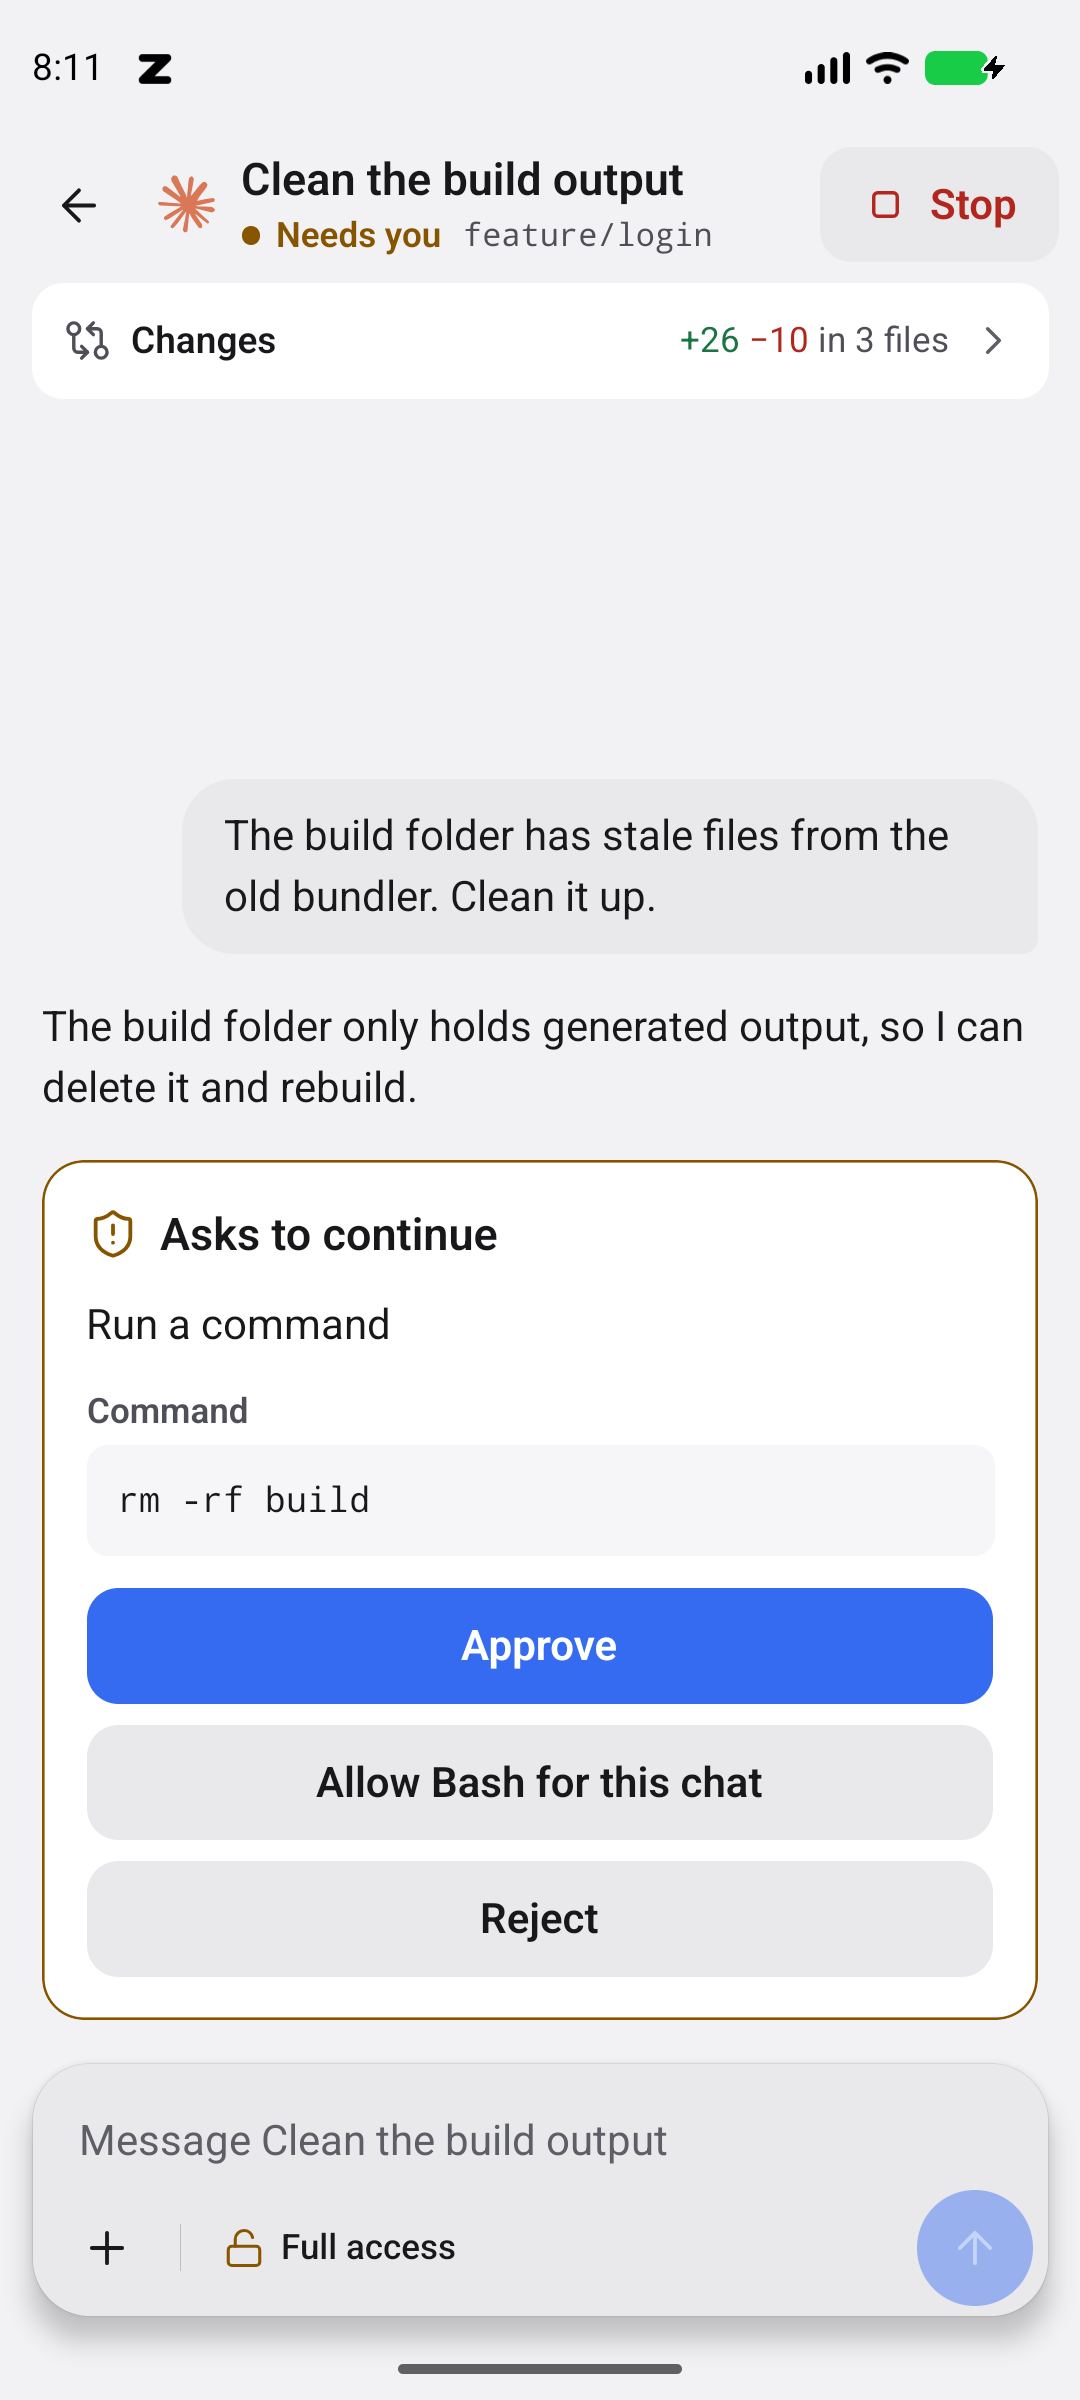 8:11
Clean the build output
Stop
Needs you feature/login
Changes +26 −10 in 3 files
The build folder has stale files from the
old bundler. Clean it up.
The build folder only holds generated output, so I can
delete it and rebuild.
Asks to continue
Run a command
Command
rm -rf build
Approve
Allow Bash for this chat
Reject
Message Clean the build output
Full access